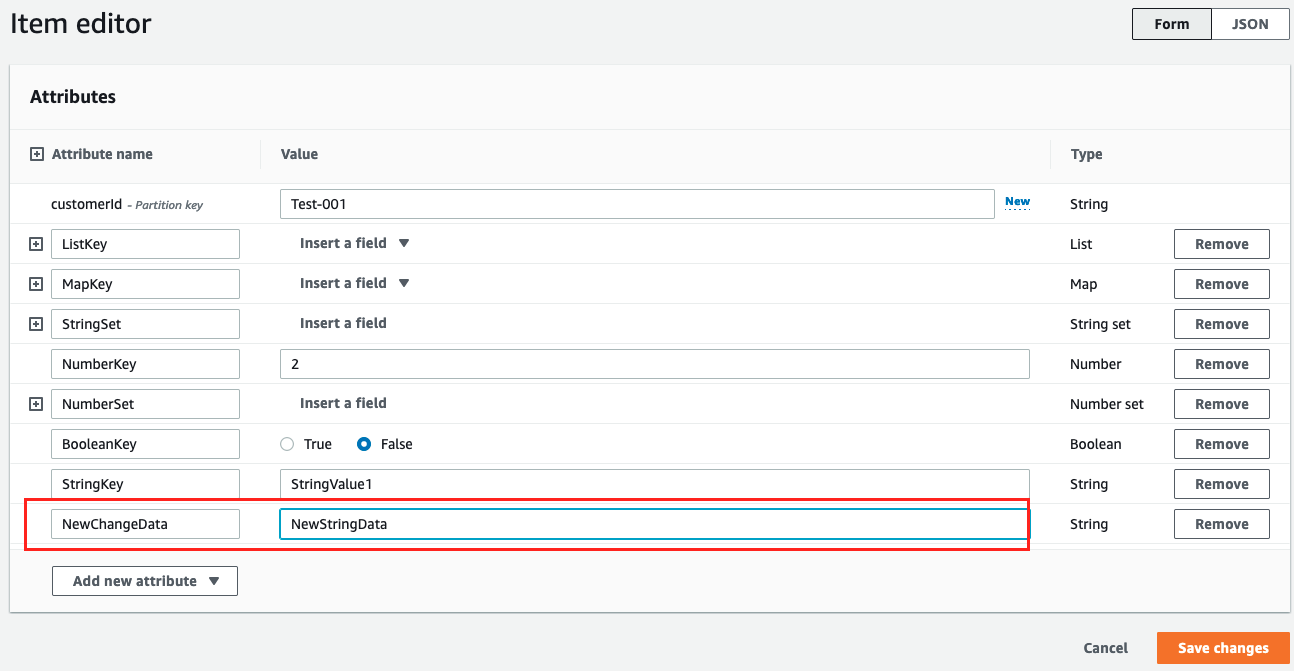 Item editor
Form JSON
Attributes
Attribute name Value Type
customerId - Partition key Test-001 New String
ListKey Insert a field List Remove
MapKey Insert a field Map Remove
StringSet Insert a field String set Remove
NumberKey 2 Number Remove
NumberSet Insert a field Number set Remove
BooleanKey True False Boolean Remove
StringKey StringValue1 String Remove
NewChangeData NewStringData String Remove
Add new attribute
Cancel Save changes